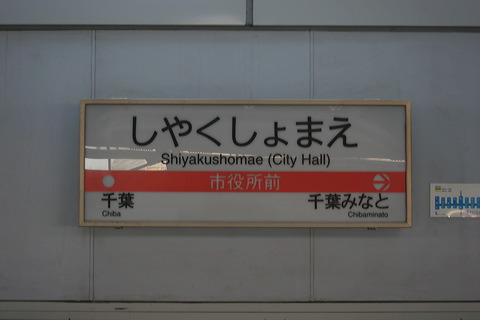 しやくしょまえ
Shiyakushomae (City Hall)
市役所前
千葉 千葉みなと
Chiba Chibaminato